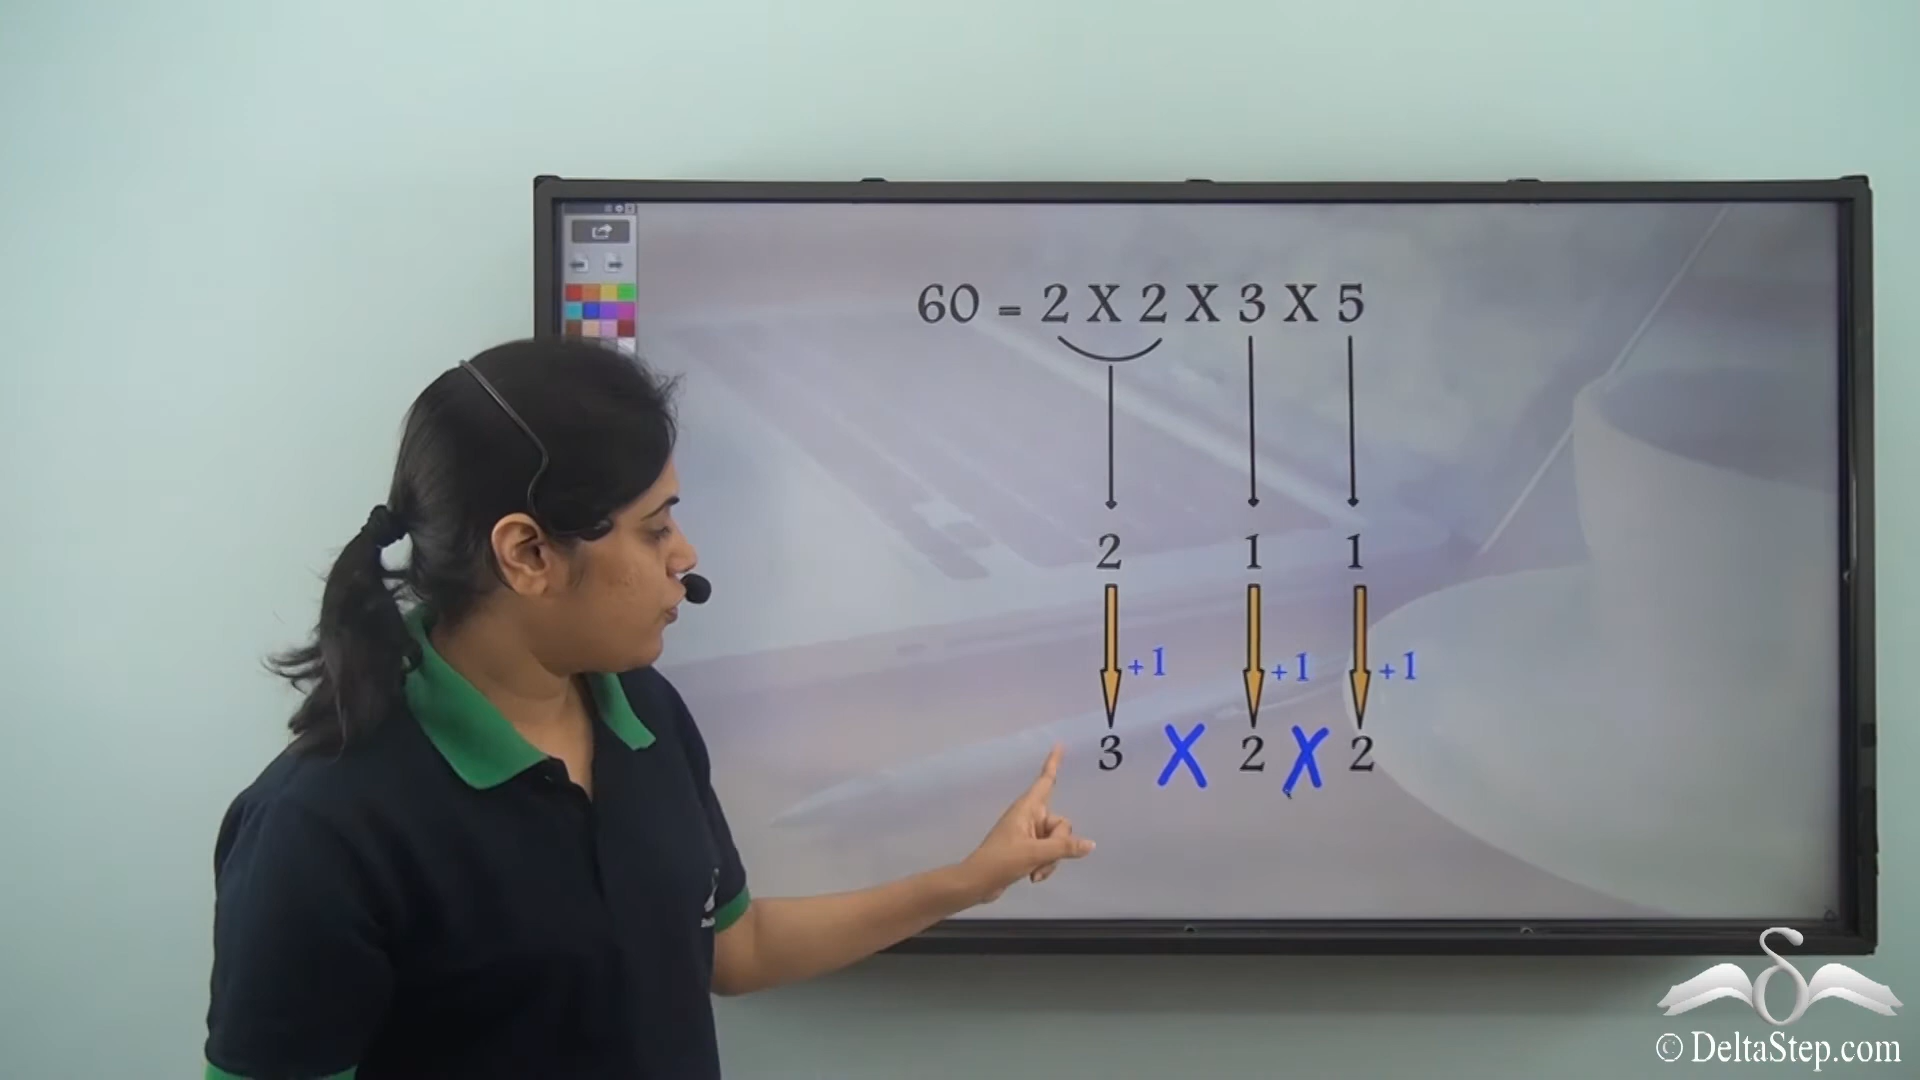 60 = 2 X 2 X 3 X 5
2 1 1
+1 +1 +1
3 X 2 X 2
© DeltaStep.com